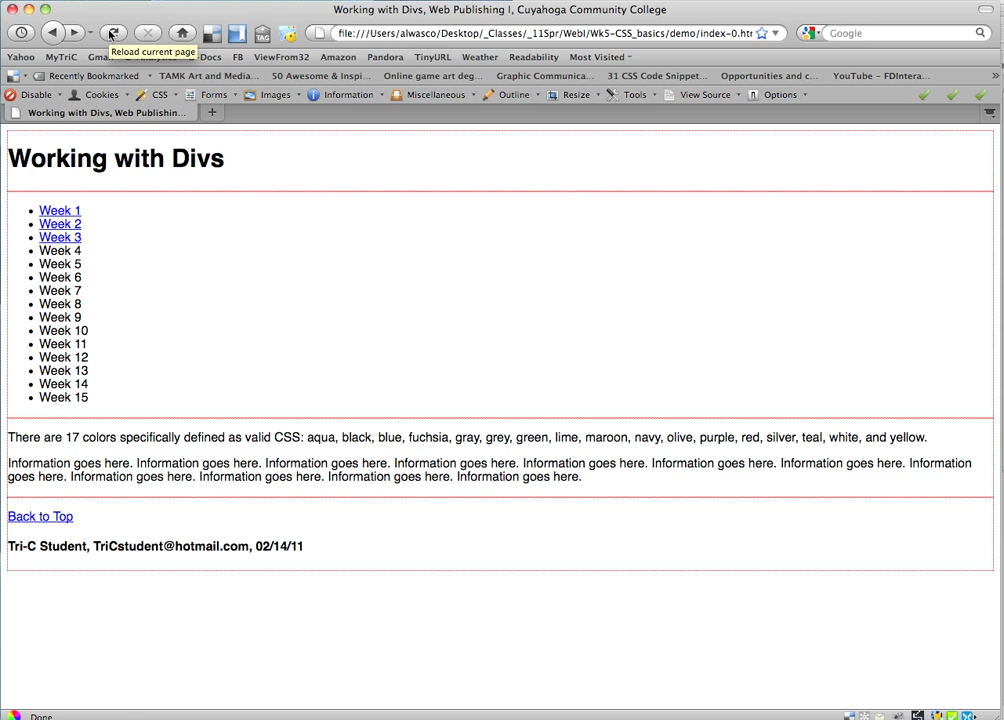 Working with Divs, Web Publishing I, Cuyahoga Community College
file:///Users/alwasco/Desktop/_Classes/_11Spr/WebI/Wk5-CSS_basics/demo/index-0.htm
Google
Reload current page
Yahoo MyTriC Docs FB ViewFrom32 Amazon Pandora TinyURL Weather Readability Most Visited
Recently Bookmarked TAMK Art and Media... 50 Awesome & Inspi... Online game art deg... Graphic Communica... 31 CSS Code Snippet... Opportunities and c... YouTube - FDIntera...
Disable Cookies CSS Forms Images Information Miscellaneous Outline Resize Tools View Source Options
Working with Divs, Web Publishin...
Working with Divs
Week 1
Week 2
Week 3
Week 4
Week 5
Week 6
Week 7
Week 8
Week 9
Week 10
Week 11
Week 12
Week 13
Week 14
Week 15
There are 17 colors specifically defined as valid CSS: aqua, black, blue, fuchsia, gray, grey, green, lime, maroon, navy, olive, purple, red, silver, teal, white, and yellow.
Information goes here. Information goes here. Information goes here. Information goes here. Information goes here. Information goes here. Information goes here. Information
goes here. Information goes here. Information goes here. Information goes here. Information goes here.
Back to Top
Tri-C Student, TriCstudent@hotmail.com, 02/14/11
Done